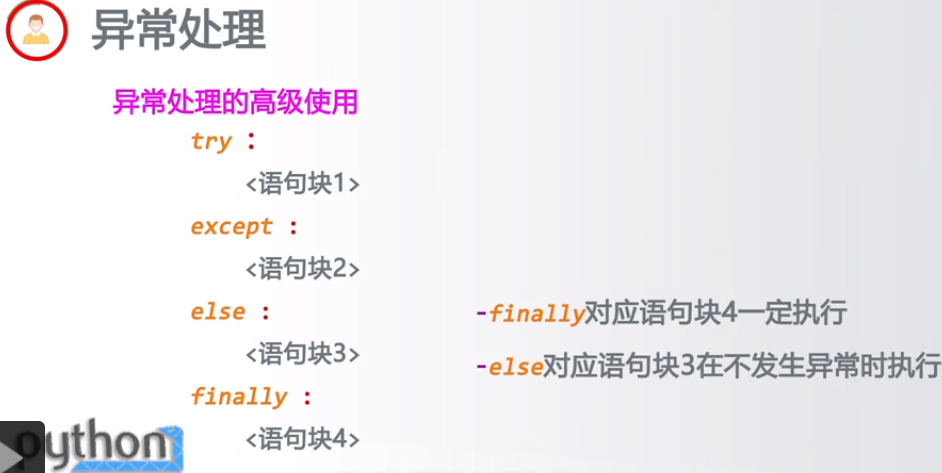 异常处理
异常处理的高级使用
try :
<语句块1>
except :
<语句块2>
else :
<语句块3>
finally :
<语句块4>
-finally对应语句块4一定执行
-else对应语句块3在不发生异常时执行
python